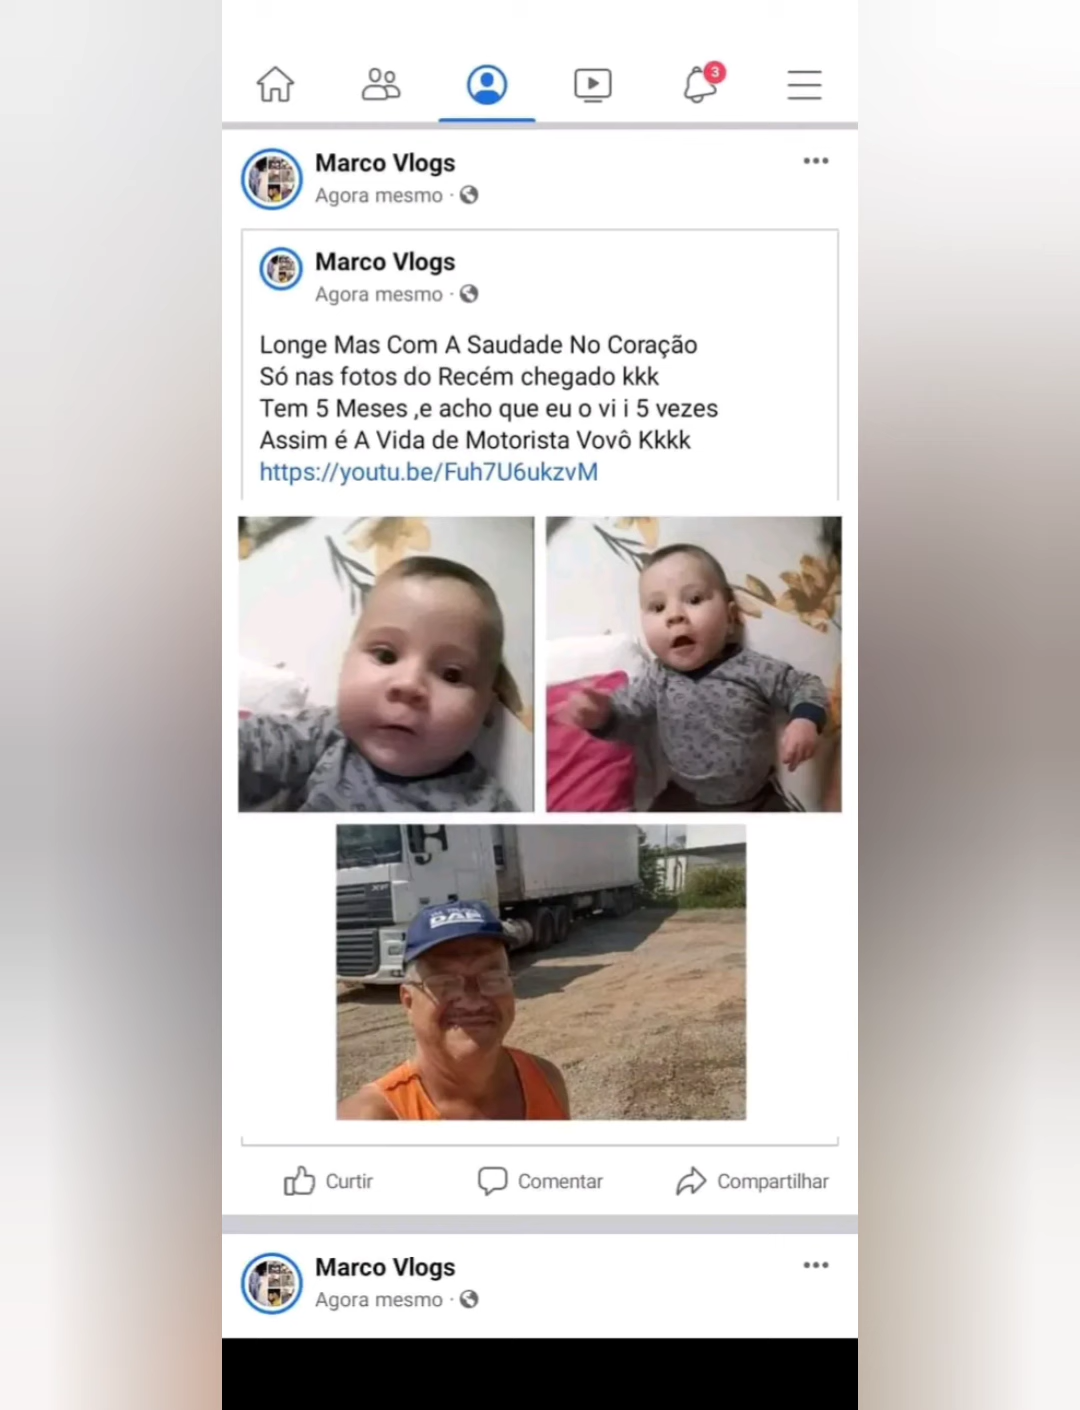 3
Marco Vlogs
Agora mesmo ·
Marco Vlogs
Agora mesmo ·
Longe Mas Com A Saudade No Coração
Só nas fotos do Recém chegado kkk
Tem 5 Meses ,e acho que eu o vi i 5 vezes
Assim é A Vida de Motorista Vovô Kkkk
https://youtu.be/Fuh7U6ukzvM
XF
DAF
Curtir
Comentar
Compartilhar
Marco Vlogs
Agora mesmo ·